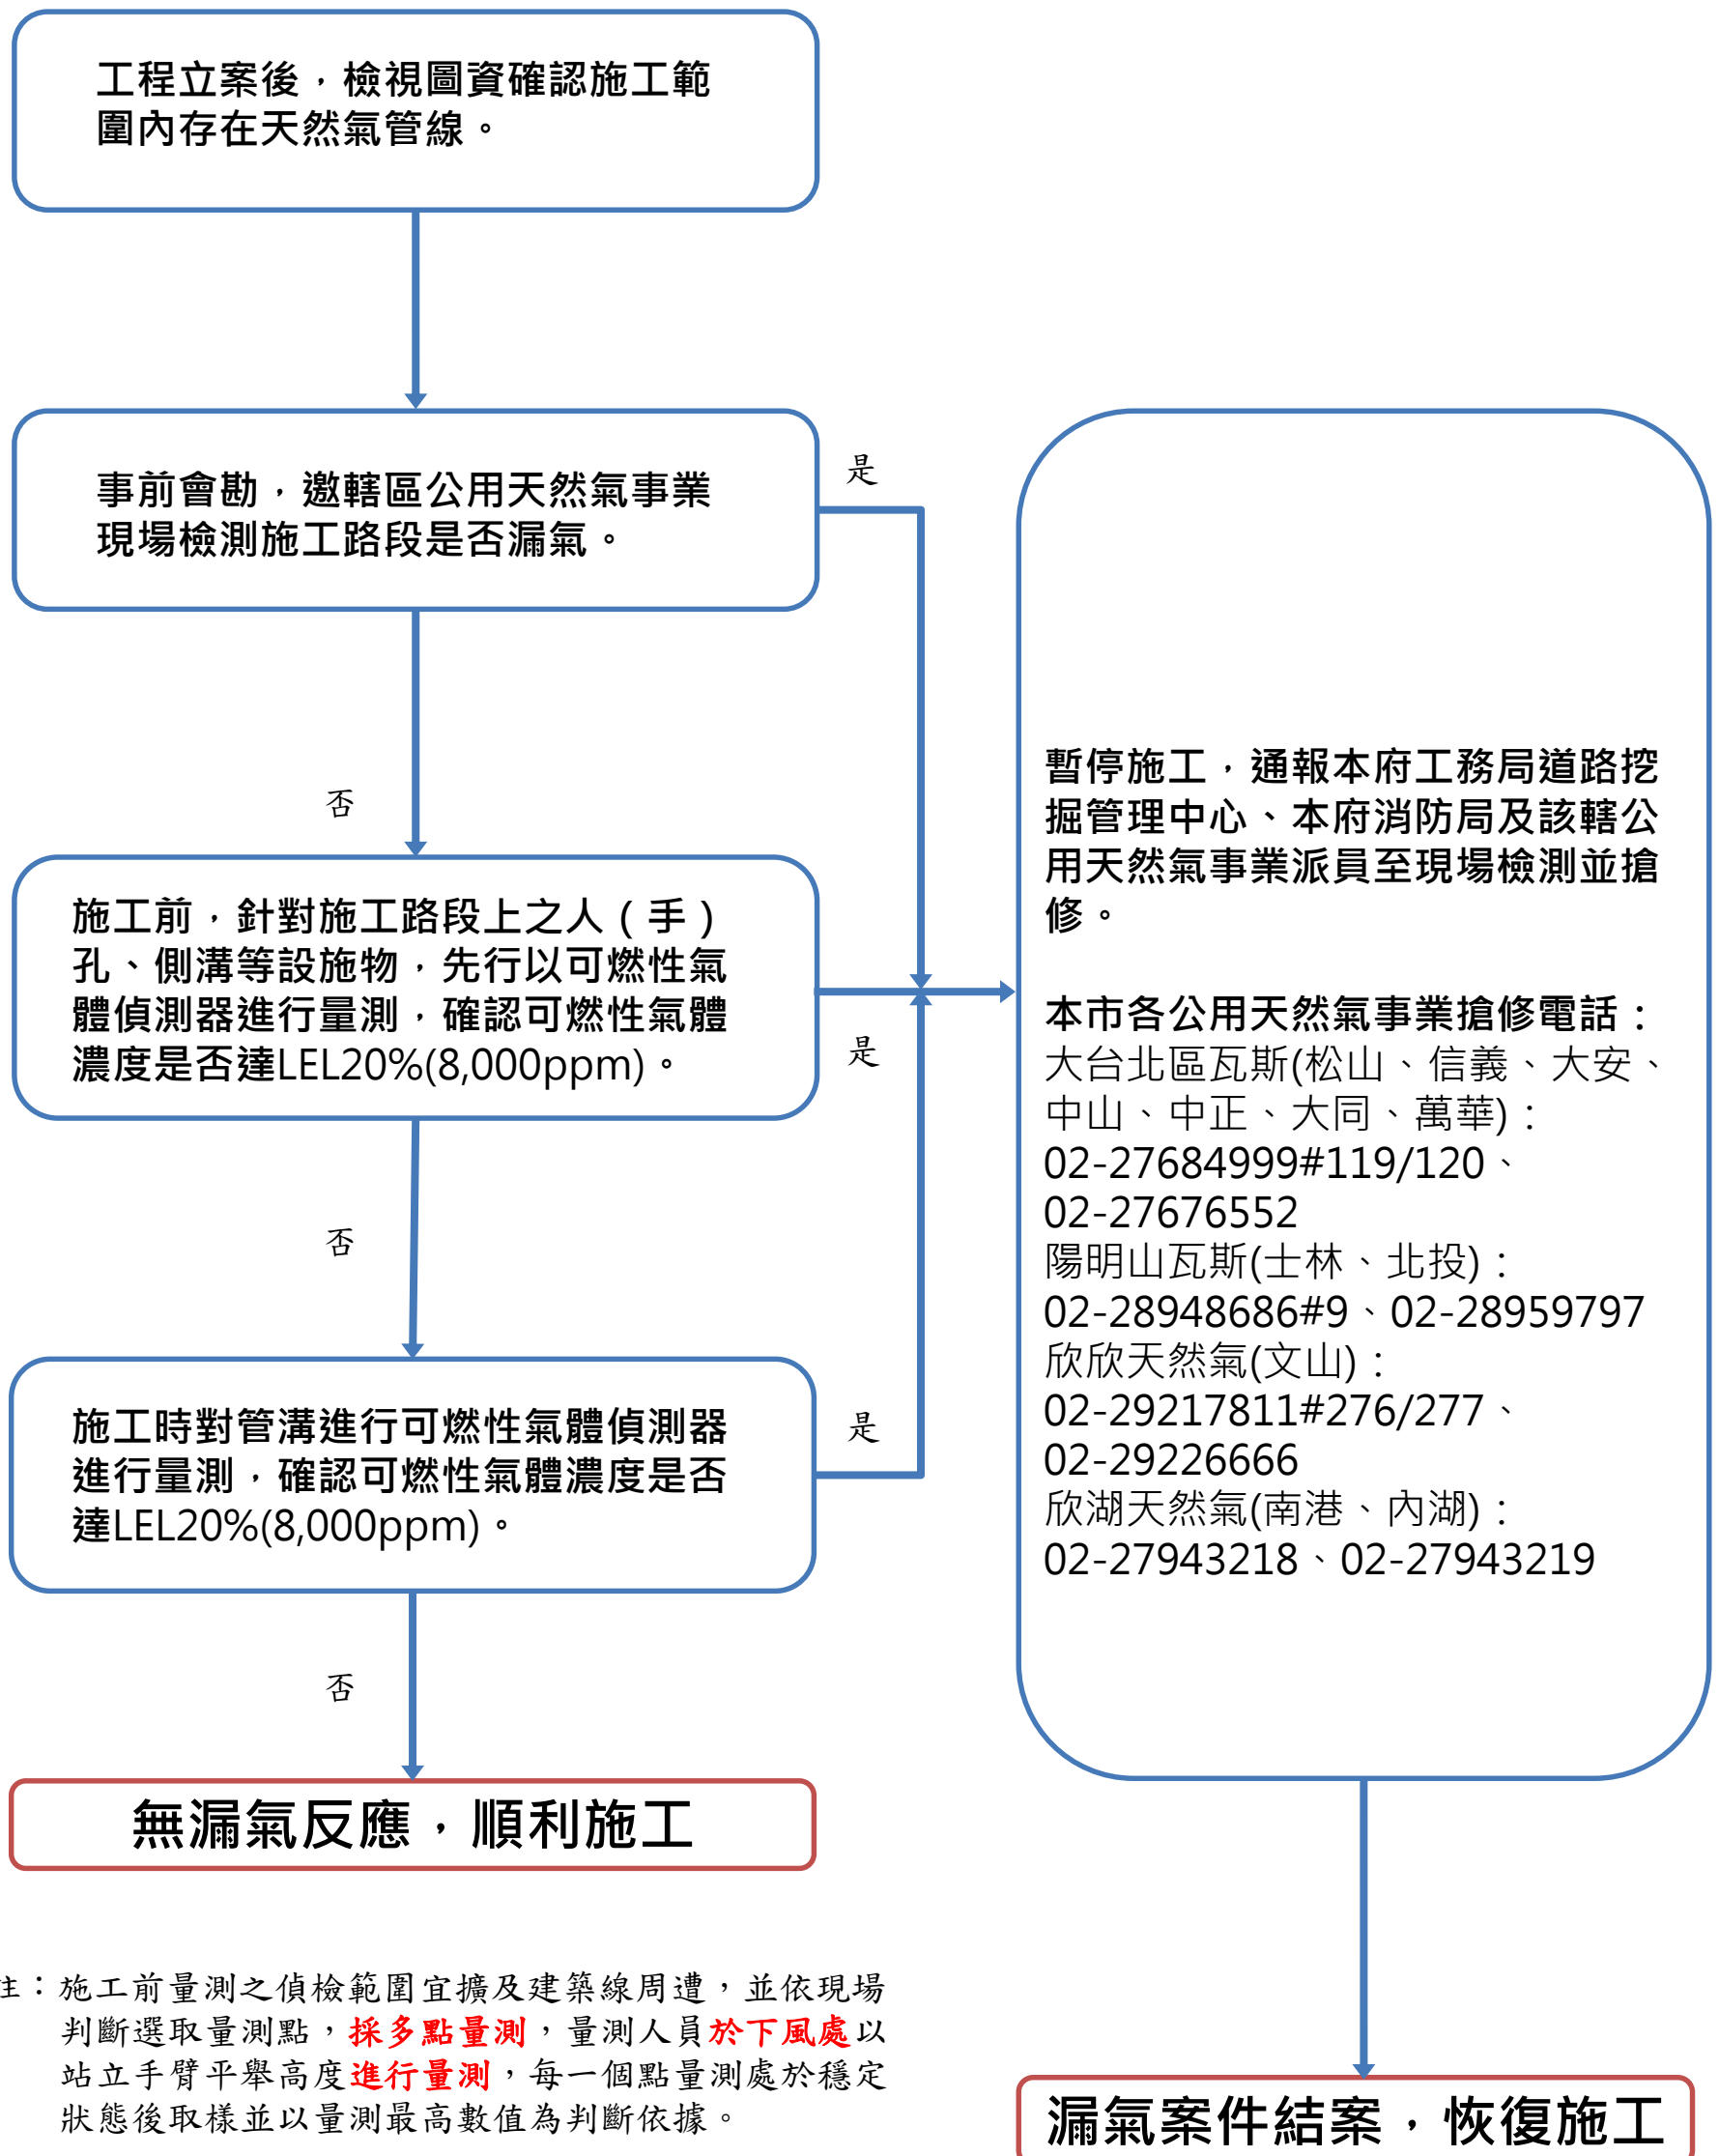 工程立案後，檢視圖資確認施工範
圍內存在天然氣管線。
事前會勘，邀轄區公用天然氣事業
現場檢測施工路段是否漏氣。
是
否
施工前，針對施工路段上之人（手）
孔、側溝等設施物，先行以可燃性氣
體偵測器進行量測，確認可燃性氣體
濃度是否達LEL20%(8,000ppm)。
是
否
施工時對管溝進行可燃性氣體偵測器
進行量測，確認可燃性氣體濃度是否
達LEL20%(8,000ppm)。
是
否
無漏氣反應，順利施工
暫停施工，通報本府工務局道路挖
掘管理中心、本府消防局及該轄公
用天然氣事業派員至現場檢測並搶
修。
本市各公用天然氣事業搶修電話：
大台北區瓦斯(松山、信義、大安、
中山、中正、大同、萬華)：
02-27684999#119/120、
02-27676552
陽明山瓦斯(士林、北投)：
02-28948686#9、02-28959797
欣欣天然氣(文山)：
02-29217811#276/277、
02-29226666
欣湖天然氣(南港、內湖)：
02-27943218、02-27943219
漏氣案件結案，恢復施工
：施工前量測之偵檢範圍宜擴及建築線周遭，並依現場
判斷選取量測點，採多點量測，量測人員於下風處以
站立手臂平舉高度進行量測，每一個點量測處於穩定
狀態後取樣並以量測最高數值為判斷依據。